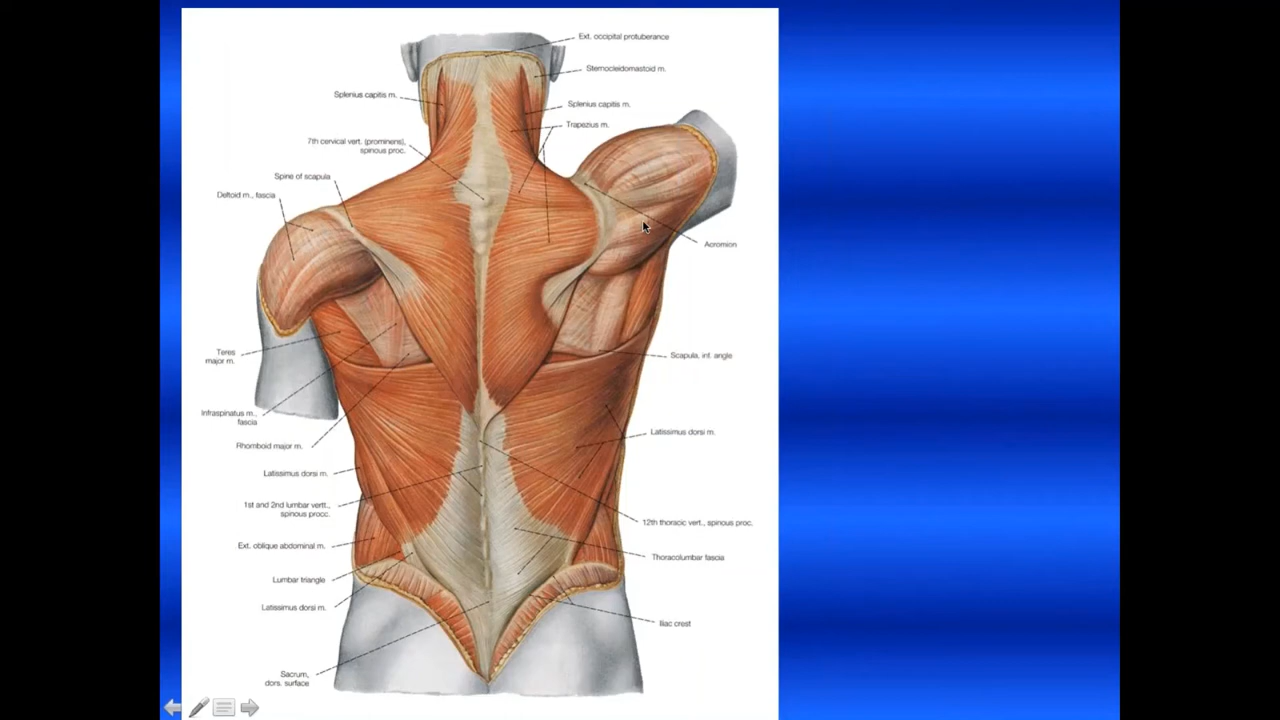 Ext. occipital protuberance
Sternocleidomastoid m.
Splenius capitis m.
Splenius capitis m.
Trapezius m.
7th cervical vert. (prominens),
spinous proc.
Spine of scapula
Deltoid m., fascia
Acromion
Teres
major m.
Scapula, inf. angle
Infraspinatus m.,
fascia
Rhomboid major m.
Latissimus dorsi m.
Latissimus dorsi m.
1st and 2nd lumbar vertt.,
spinous procc.
12th thoracic vert., spinous proc.
Ext. oblique abdominal m.
Thoracolumbar fascia
Lumbar triangle
Latissimus dorsi m.
Iliac crest
Sacrum,
dors. surface